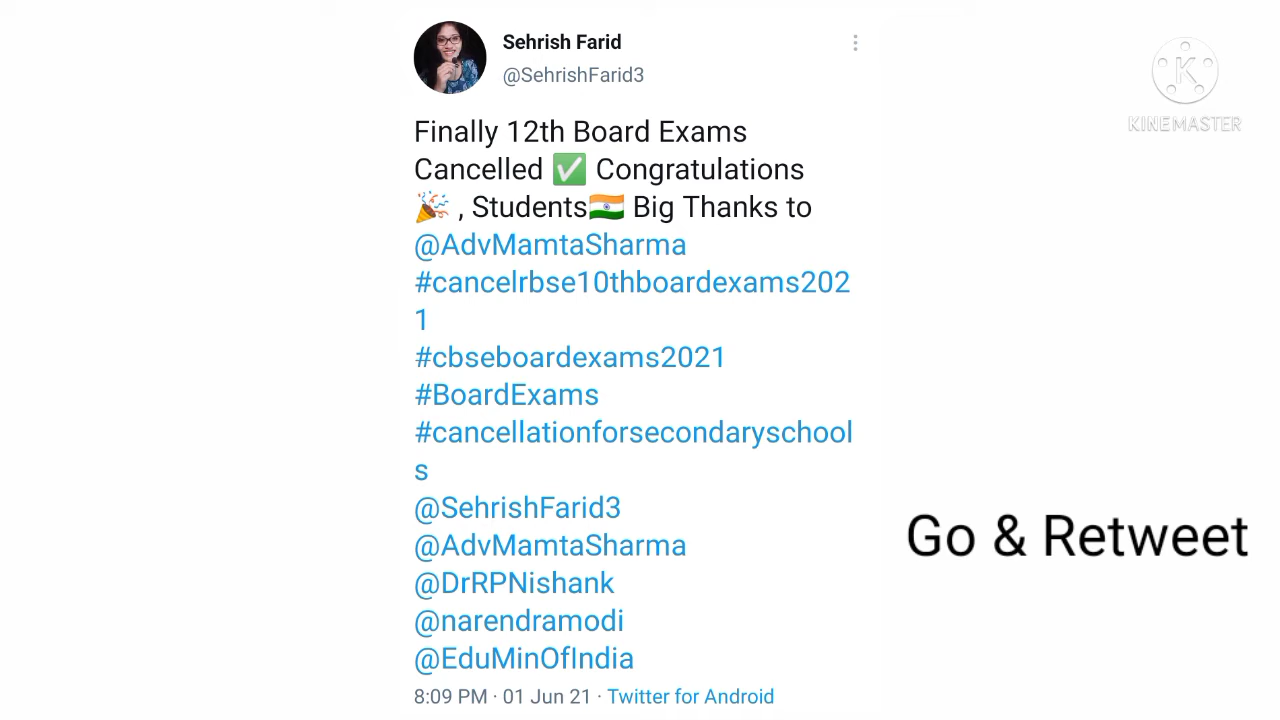 Sehrish Farid
@SehrishFarid3
Finally 12th Board Exams
Cancelled ✅ Congratulations
🎉 , Students🇮🇳 Big Thanks to
@AdvMamtaSharma
#cancelrbse10thboardexams202
1
#cbseboardexams2021
#BoardExams
#cancellationforsecondaryschool
s
@SehrishFarid3
@AdvMamtaSharma
@DrRPNishank
@narendramodi
@EduMinOfIndia
8:09 PM · 01 Jun 21 · Twitter for Android
K
KINEMASTER
Go & Retweet